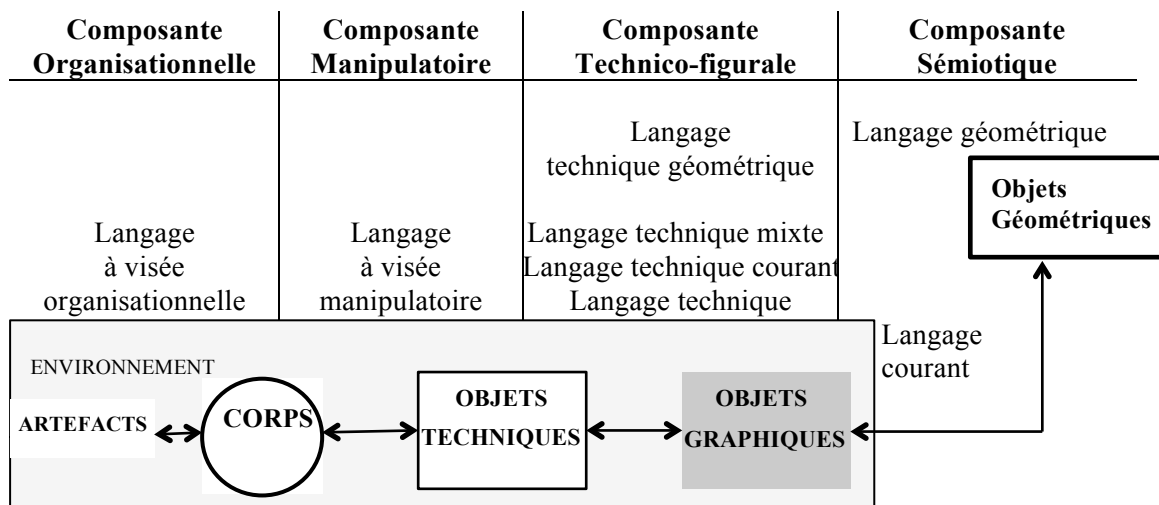 Composante
Organisationnelle
Composante
Manipulatoire
Composante
Technico-figurale
Composante
Sémiotique
Langage
technique géométrique
Langage géométrique
Objets
Géométriques
Langage
à visée
organisationnelle
Langage
à visée
manipulatoire
Langage technique mixte
Langage technique courant
Langage technique
Langage
courant
ENVIRONNEMENT
ARTEFACTS
CORPS
OBJETS
TECHNIQUES
OBJETS
GRAPHIQUES